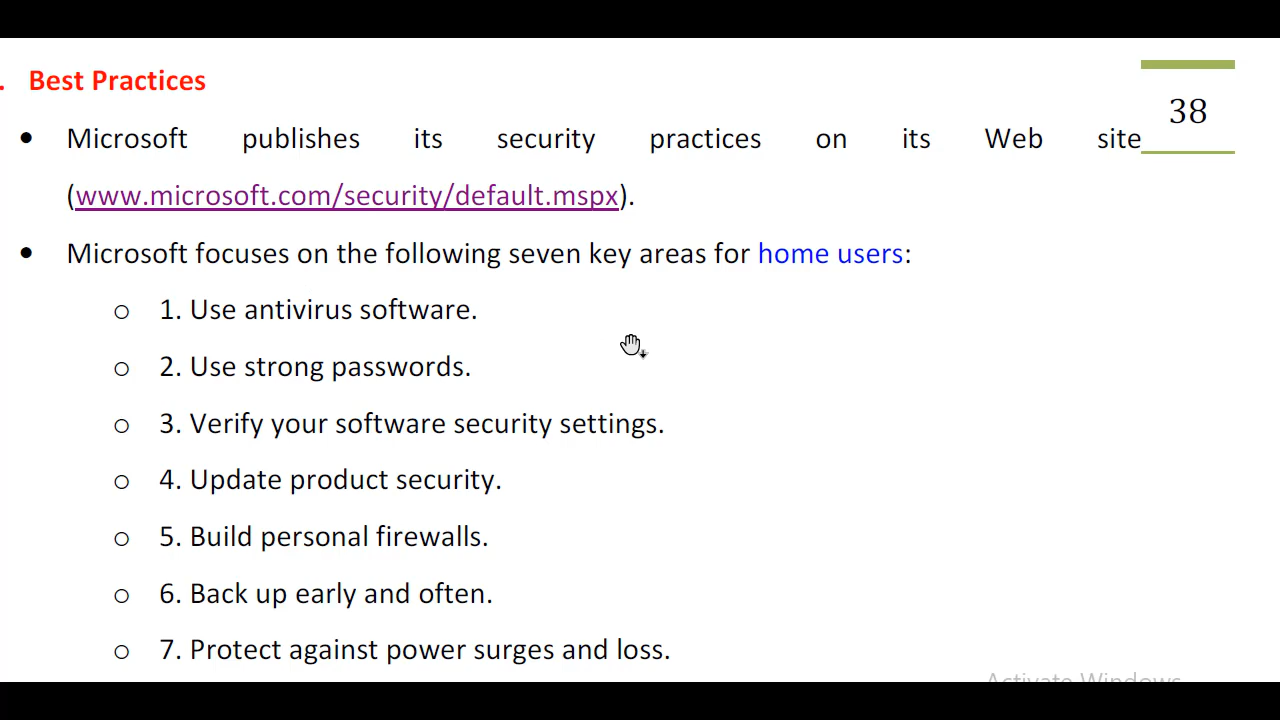 . Best Practices
38
• Microsoft publishes its security practices on its Web site
(www.microsoft.com/security/default.mspx).
• Microsoft focuses on the following seven key areas for home users:
o 1. Use antivirus software.
o 2. Use strong passwords.
o 3. Verify your software security settings.
o 4. Update product security.
o 5. Build personal firewalls.
o 6. Back up early and often.
o 7. Protect against power surges and loss.
Activate Windows